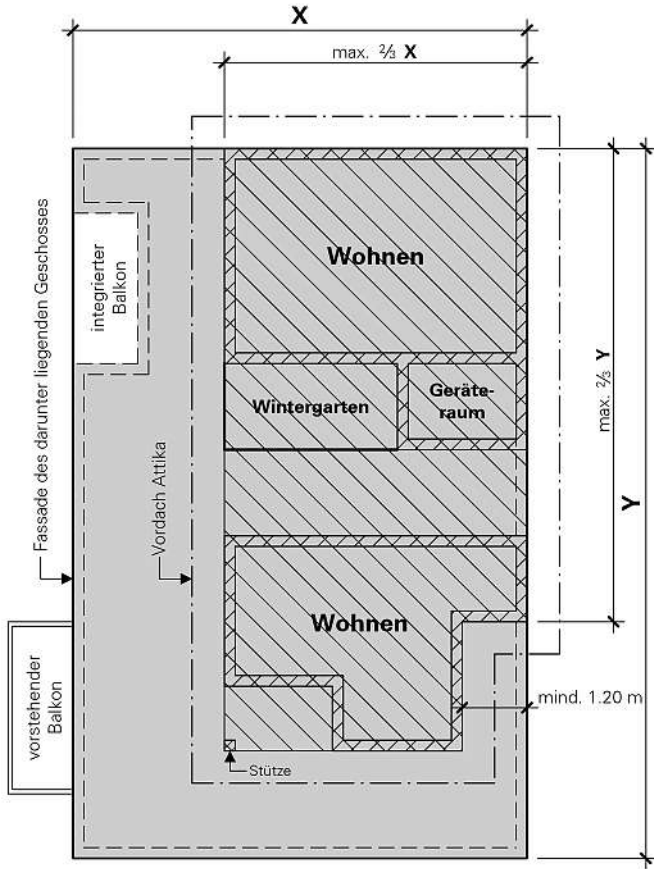 X
max. ⅔ X
Fassade des darunter liegenden Geschosses
integrierter
Balkon
Vordach Attika
Wohnen
Wintergarten
Geräte-
raum
max. ⅔ Y
Y
Wohnen
mind. 1.20 m
vorstehender
Balkon
Stütze